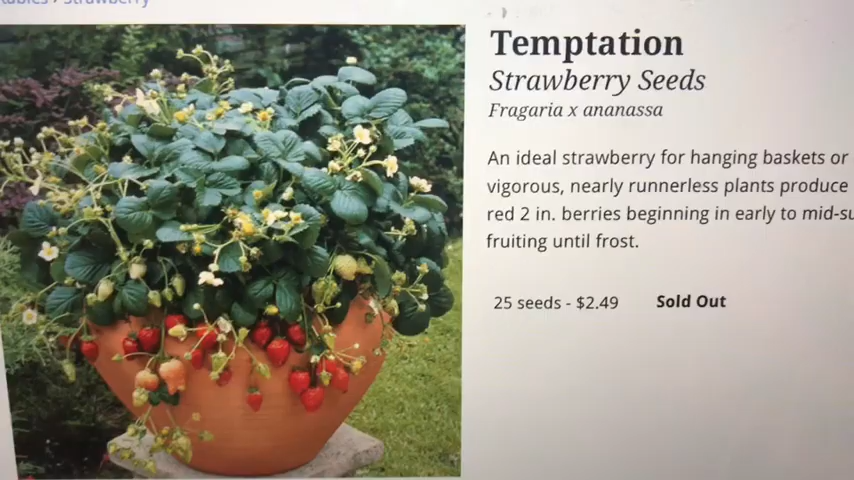 Strawberry
Temptation
Strawberry Seeds
Fragaria x ananassa
An ideal strawberry for hanging baskets or
vigorous, nearly runnerless plants produce
red 2 in. berries beginning in early to mid-su
fruiting until frost.
25 seeds - $2.49 Sold Out